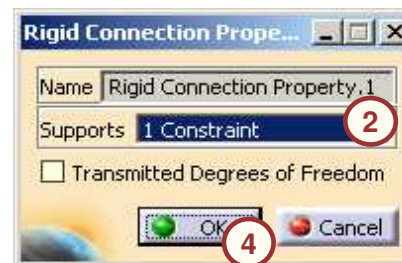 Rigid Connection Prope...
Name Rigid Connection Property.1
Supports 1 Constraint
2
Transmitted Degrees of Freedom
OK Cancel
4